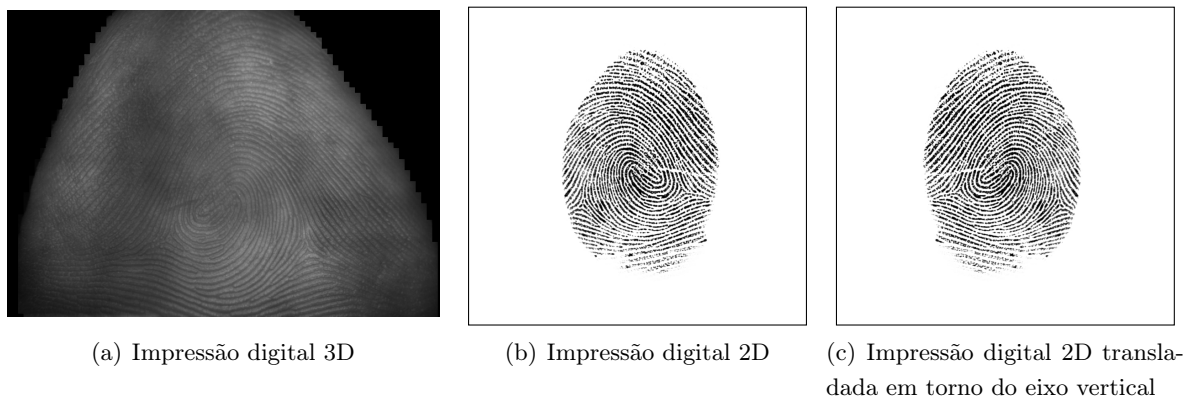 (a) Impressão digital 3D
(b) Impressão digital 2D
(c) Impressão digital 2D transla-
dada em torno do eixo vertical